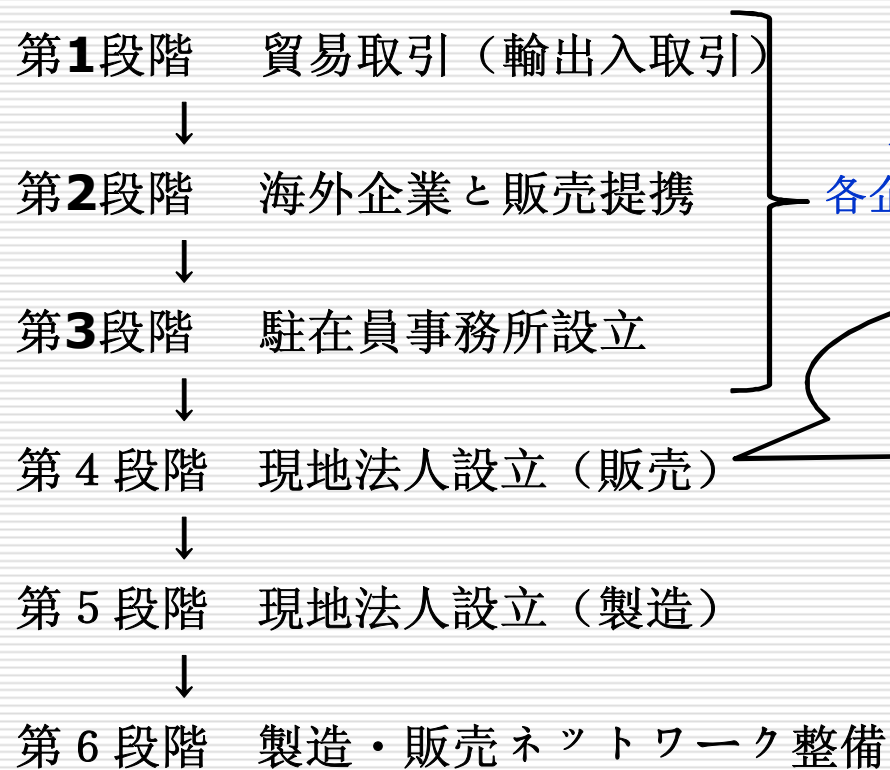 第1段階　貿易取引（輸出入取引）
↓
第2段階　海外企業と販売提携
各企
↓
第3段階　駐在員事務所設立
↓
第４段階　現地法人設立（販売）
↓
第５段階　現地法人設立（製造）
↓
第６段階　製造・販売ネットワーク整備